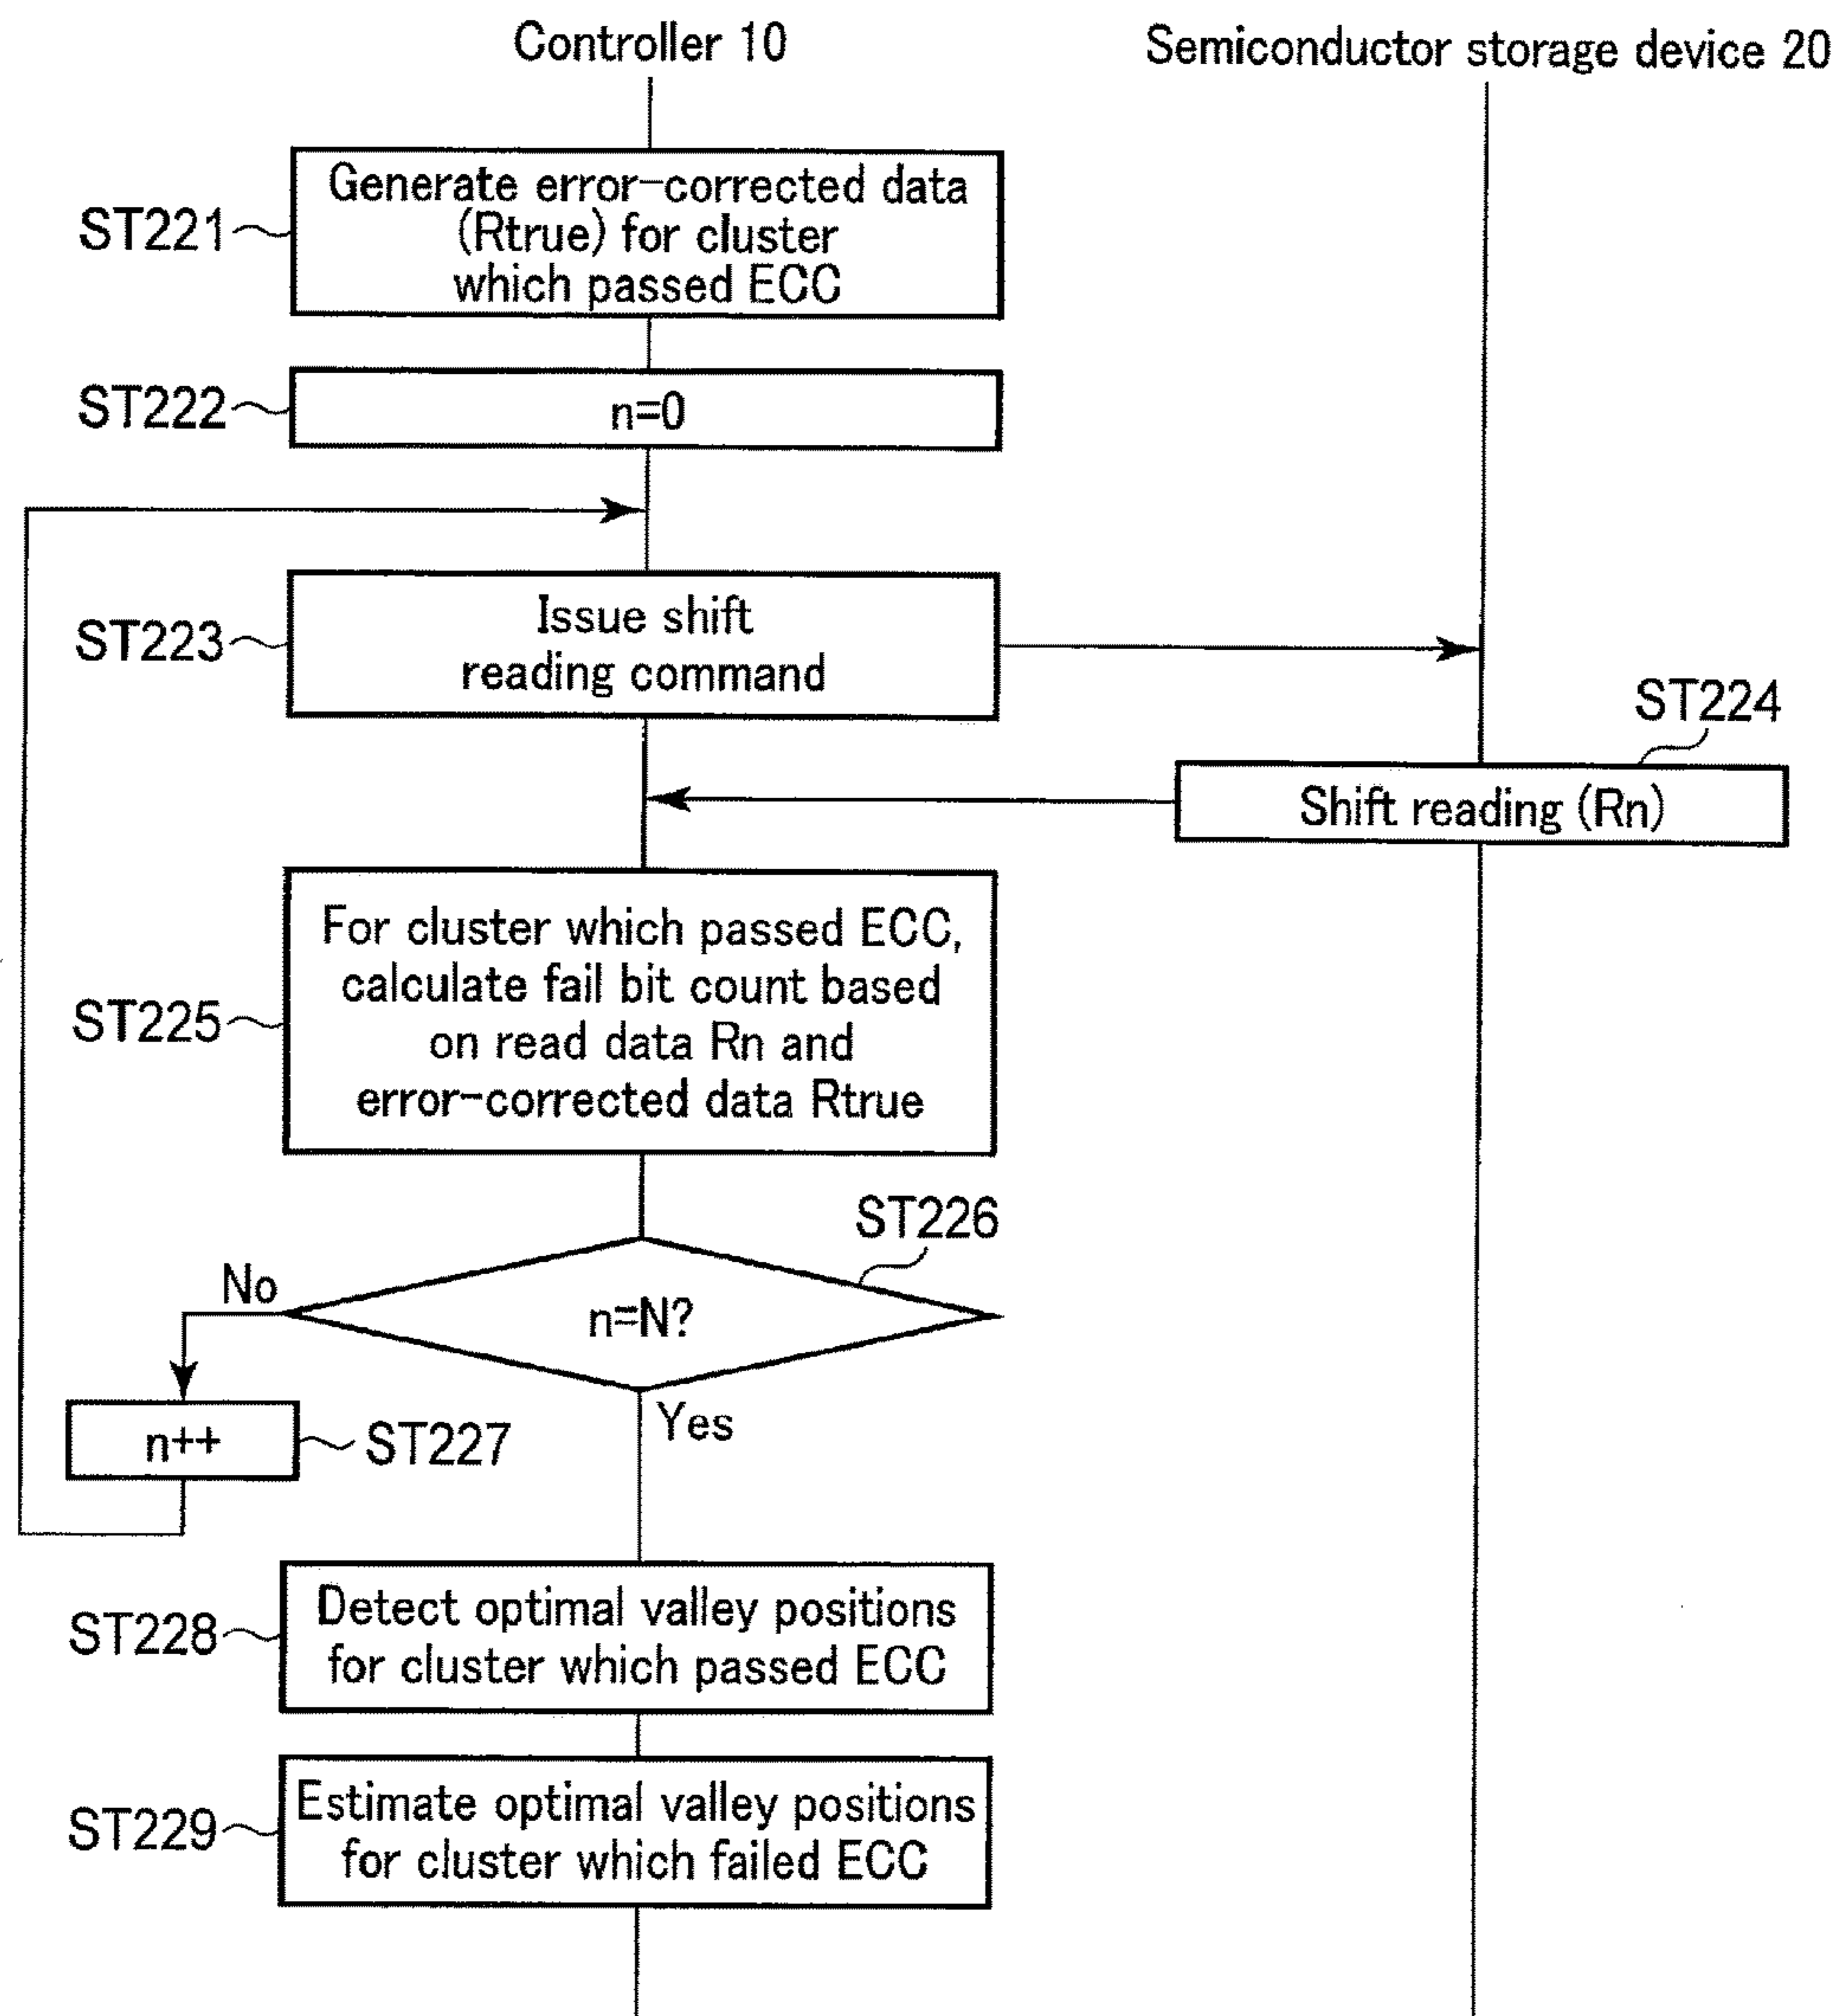 Controller 10
Semiconductor storage device 20
ST221
Generate error-corrected data
(Rtrue) for cluster
which passed ECC
ST222
n=0
ST223
Issue shift
reading command
ST224
Shift reading (Rn)
ST225
For cluster which passed ECC,
calculate fail bit count based
on read data Rn and
error-corrected data Rtrue
ST226
No
n=N?
Yes
n++
ST227
ST228
Detect optimal valley positions
for cluster which passed ECC
ST229
Estimate optimal valley positions
for cluster which failed ECC